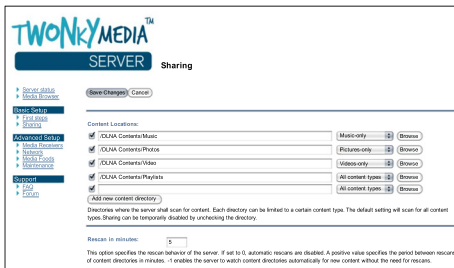 TWONKYMEDIA™
SERVER
Sharing
Server status
Media Browser
Save Changes Cancel
Basic Setup
First steps
Sharing
Content Locations:
/DLNA Contents/Music Music-only Browse
Advanced Setup
/DLNA Contents/Photos Pictures-only Browse
Media Receivers
Network
/DLNA Contents/Video Videos-only Browse
Media Feeds
Maintenance
/DLNA Contents/Playlists All content types Browse
Support
All content types Browse
FAQ
Forum
Add new content directory
Directories where the server shall scan for content. Each directory can be limited to a certain content type. The default setting will scan for all content
types. Sharing can be temporarily disabled by unchecking the directory.
Rescan in minutes: 5
This option specifies the rescan behavior of the server. If set to 0, automatic rescans are disabled. A positive value specifies the period between rescans
of content directories in minutes. -1 enables the server to watch content directories automatically for new content without the need for rescans.